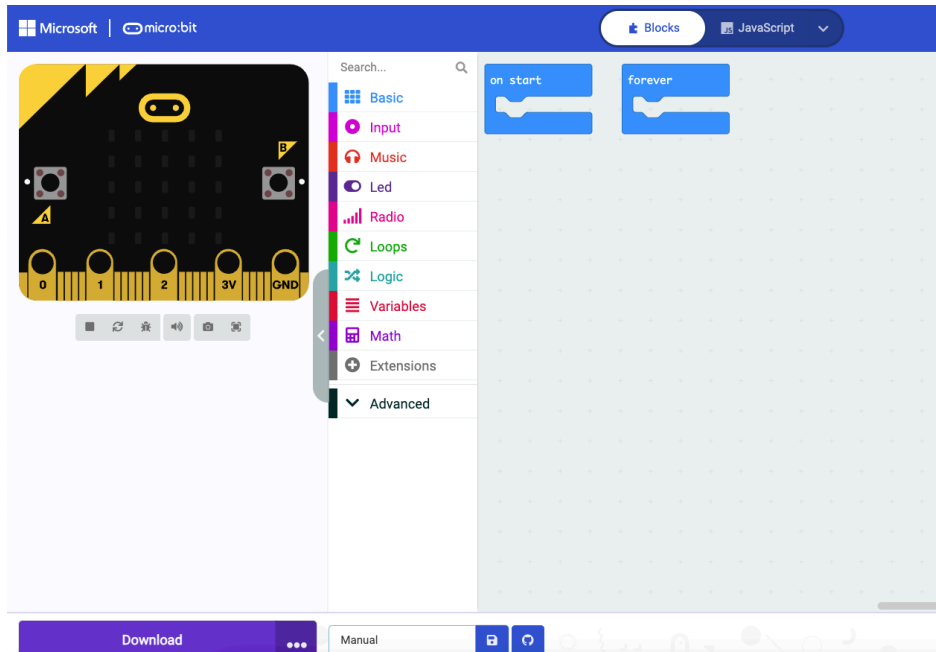 Microsoft micro:bit
Blocks JavaScript
Search...
Basic
Input
Music
Led
Radio
Loops
Logic
Variables
Math
Extensions
Advanced
on start
forever
B
A
0 1 2 3V GND
Download ... Manual